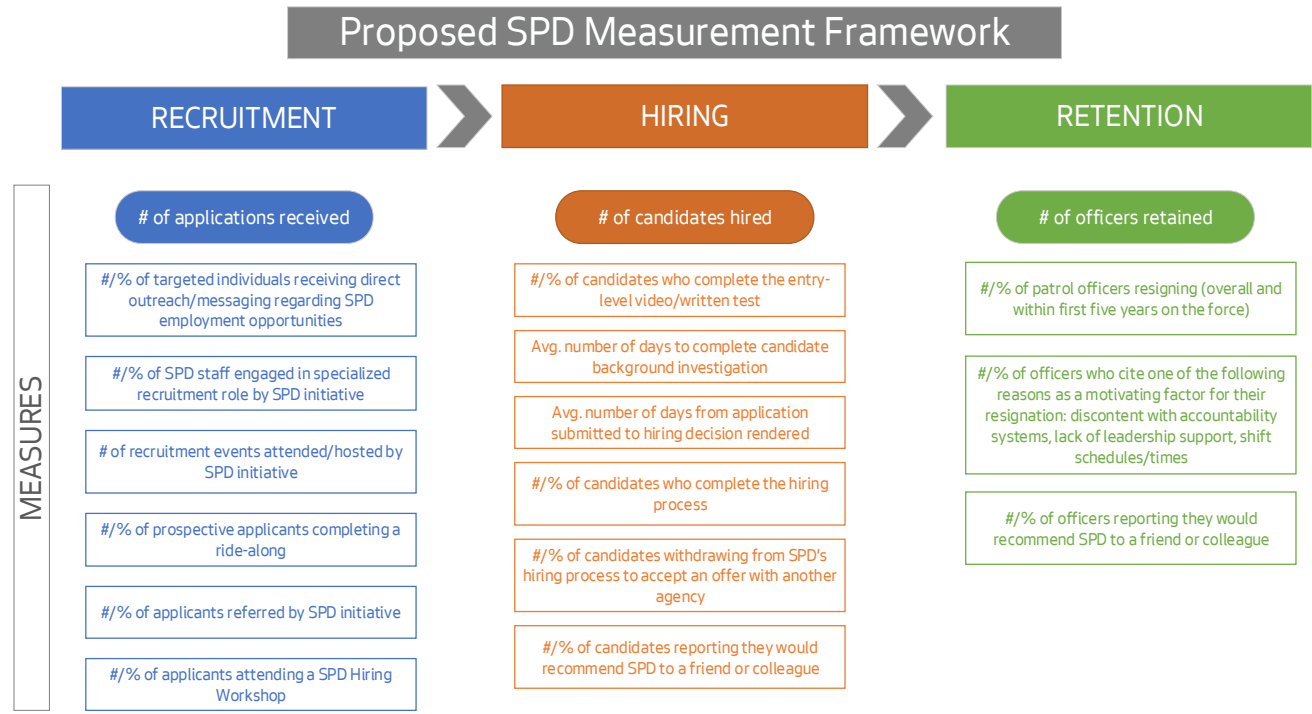 Proposed SPD Measurement Framework
RECRUITMENT
HIRING
RETENTION
MEASURES
# of applications received
#/% of targeted individuals receiving direct
outreach/messaging regarding SPD
employment opportunities
#/% of SPD staff engaged in specialized
recruitment role by SPD initiative
# of recruitment events attended/hosted by
SPD initiative
#/% of prospective applicants completing a
ride-along
#/% of applicants referred by SPD initiative
#/% of applicants attending a SPD Hiring
Workshop
# of candidates hired
#/% of candidates who complete the entry-
level video/written test
Avg. number of days to complete candidate
background investigation
Avg. number of days from application
submitted to hiring decision rendered
#/% of candidates who complete the hiring
process
#/% of candidates withdrawing from SPD's
hiring process to accept an offer with another
agency
#/% of candidates reporting they would
recommend SPD to a friend or colleague
# of officers retained
#/% of patrol officers resigning (overall and
within first five years on the force)
#/% of officers who cite one of the following
reasons as a motivating factor for their
resignation: discontent with accountability
systems, lack of leadership support, shift
schedules/times
#/% of officers reporting they would
recommend SPD to a friend or colleague